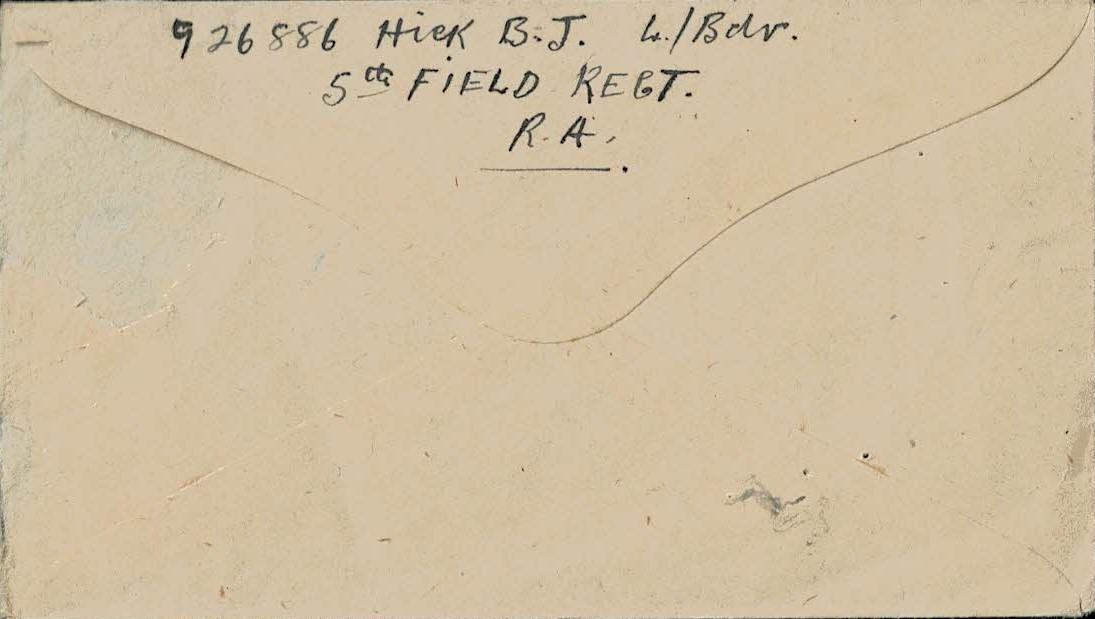 926886 Hick B.J. L./Bdr.
5th FIELD REGT.
R.A.